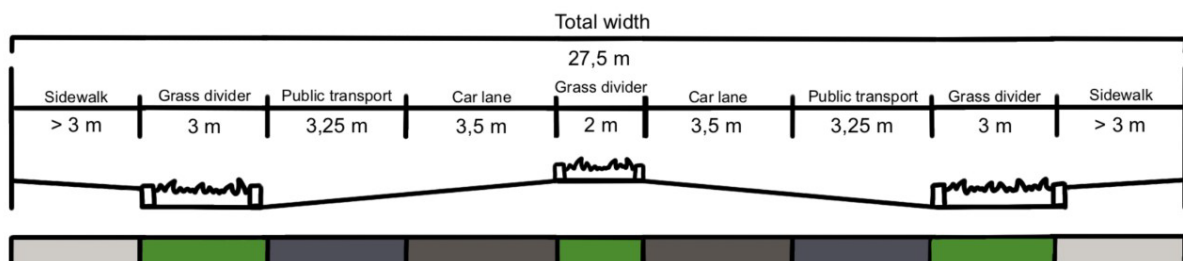 Total width
27,5 m
Sidewalk Grass divider Public transport Car lane Grass divider Car lane Public transport Grass divider Sidewalk
> 3 m 3 m 3,25 m 3,5 m 2 m 3,5 m 3,25 m 3 m > 3 m